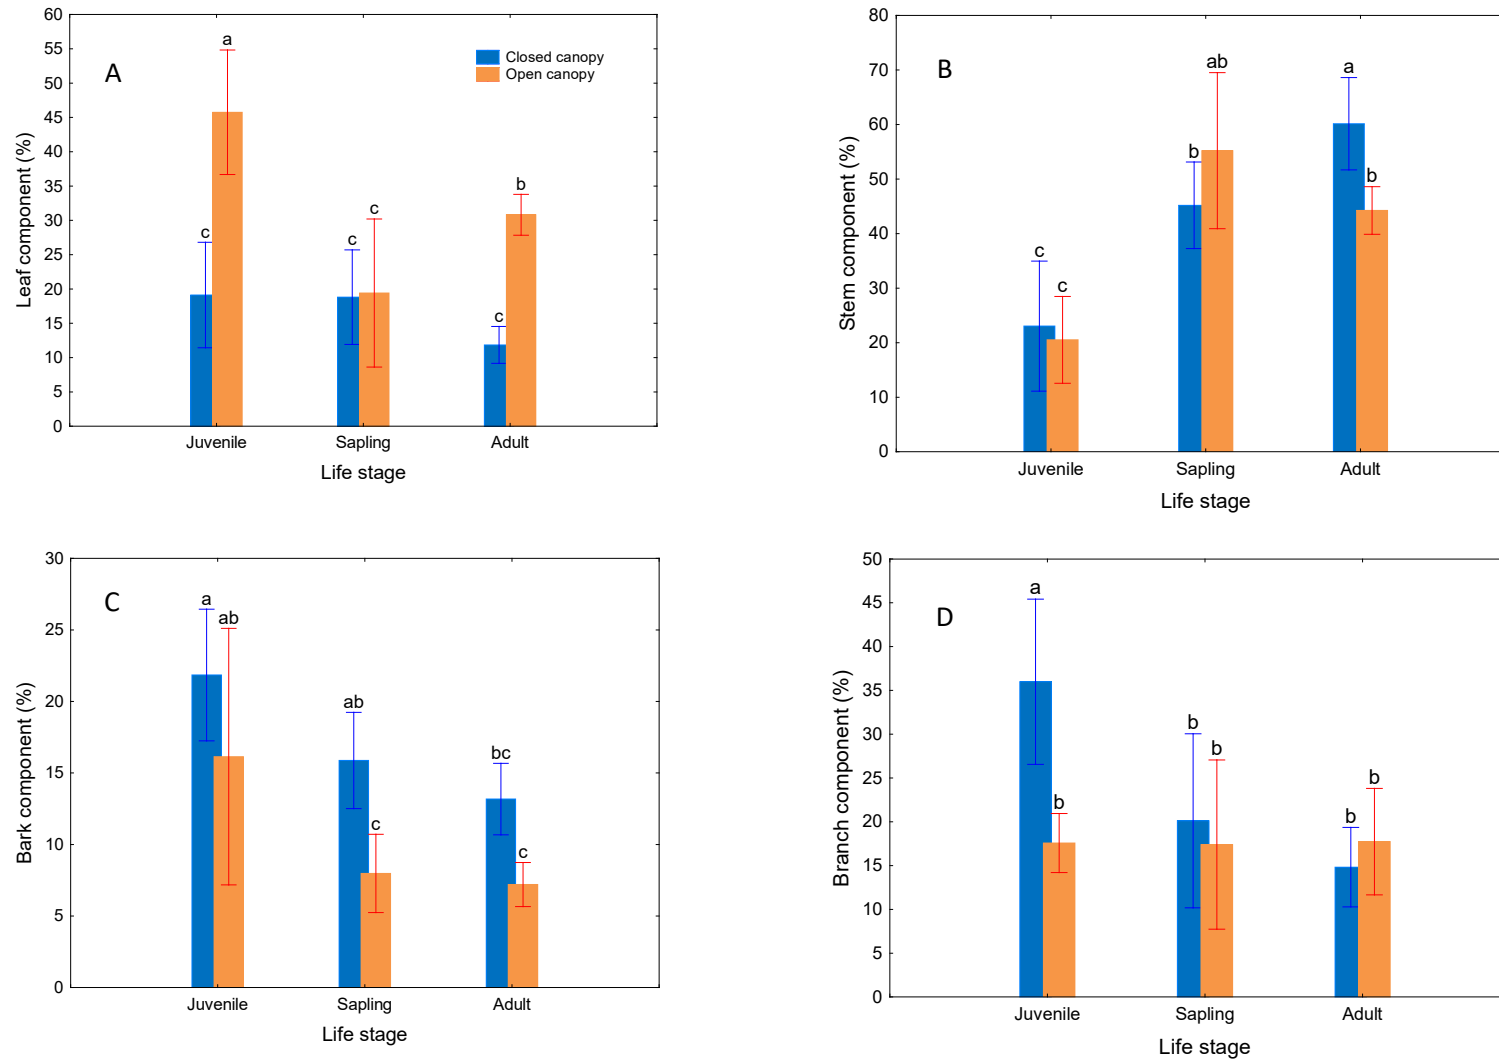 60
55
50
45
40
35
30
25
20
15
10
5
0
Leaf component (%)
A
Closed canopy
Open canopy
c
a
c
c
c
b
Juvenile
Sapling
Adult
Life stage
80
70
60
50
40
30
20
10
0
Stem component (%)
B
c
c
b
ab
a
b
Juvenile
Sapling
Adult
Life stage
30
25
20
15
10
5
0
Bark component (%)
C
a
ab
ab
c
bc
c
Juvenile
Sapling
Adult
Life stage
50
45
40
35
30
25
20
15
10
5
0
Branch component (%)
D
a
b
b
b
b
b
Juvenile
Sapling
Adult
Life stage